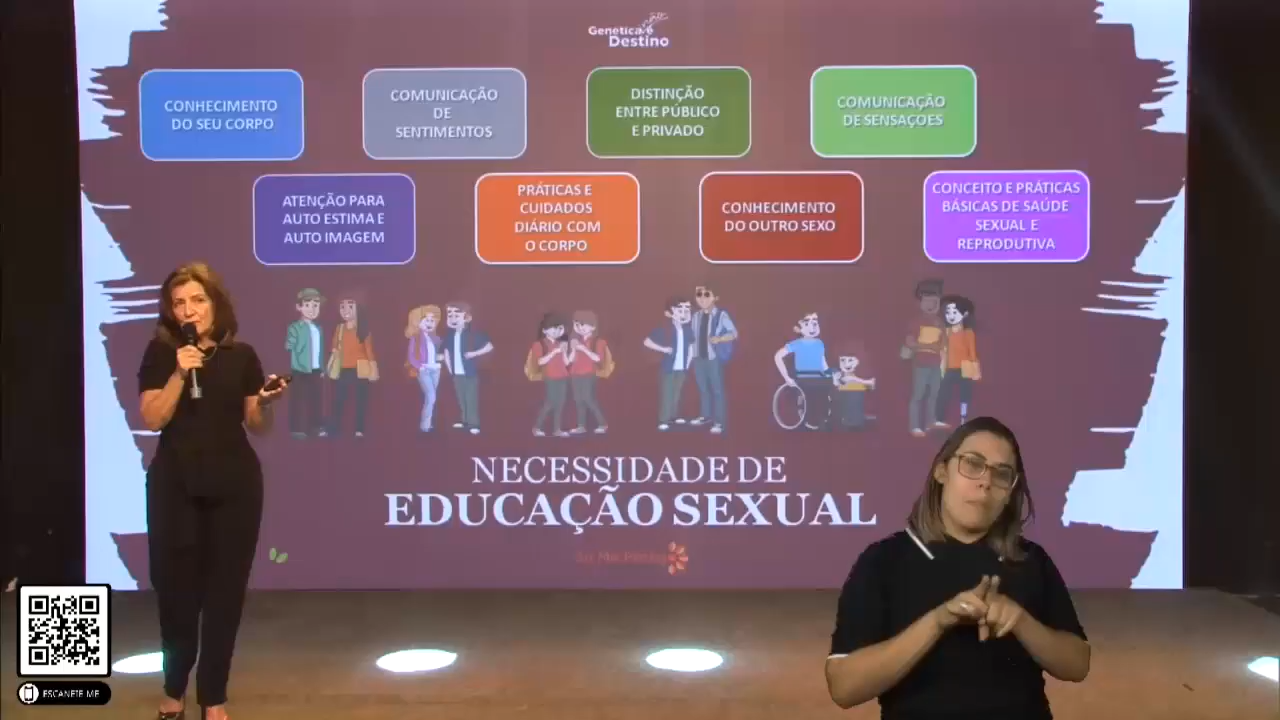 Genética não é
Destino
CONHECIMENTO
DO SEU CORPO
COMUNICAÇÃO
DE
SENTIMENTOS
DISTINÇÃO
ENTRE PÚBLICO
E PRIVADO
COMUNICAÇÃO
DE SENSAÇÕES
ATENÇÃO PARA
AUTO ESTIMA E
AUTO IMAGEM
PRÁTICAS E
CUIDADOS
DIÁRIO COM
O CORPO
CONHECIMENTO
DO OUTRO SEXO
CONCEITO E PRÁTICAS
BÁSICAS DE SAÚDE
SEXUAL E
REPRODUTIVA
NECESSIDADE DE
EDUCAÇÃO SEXUAL
ESCANEIE-ME